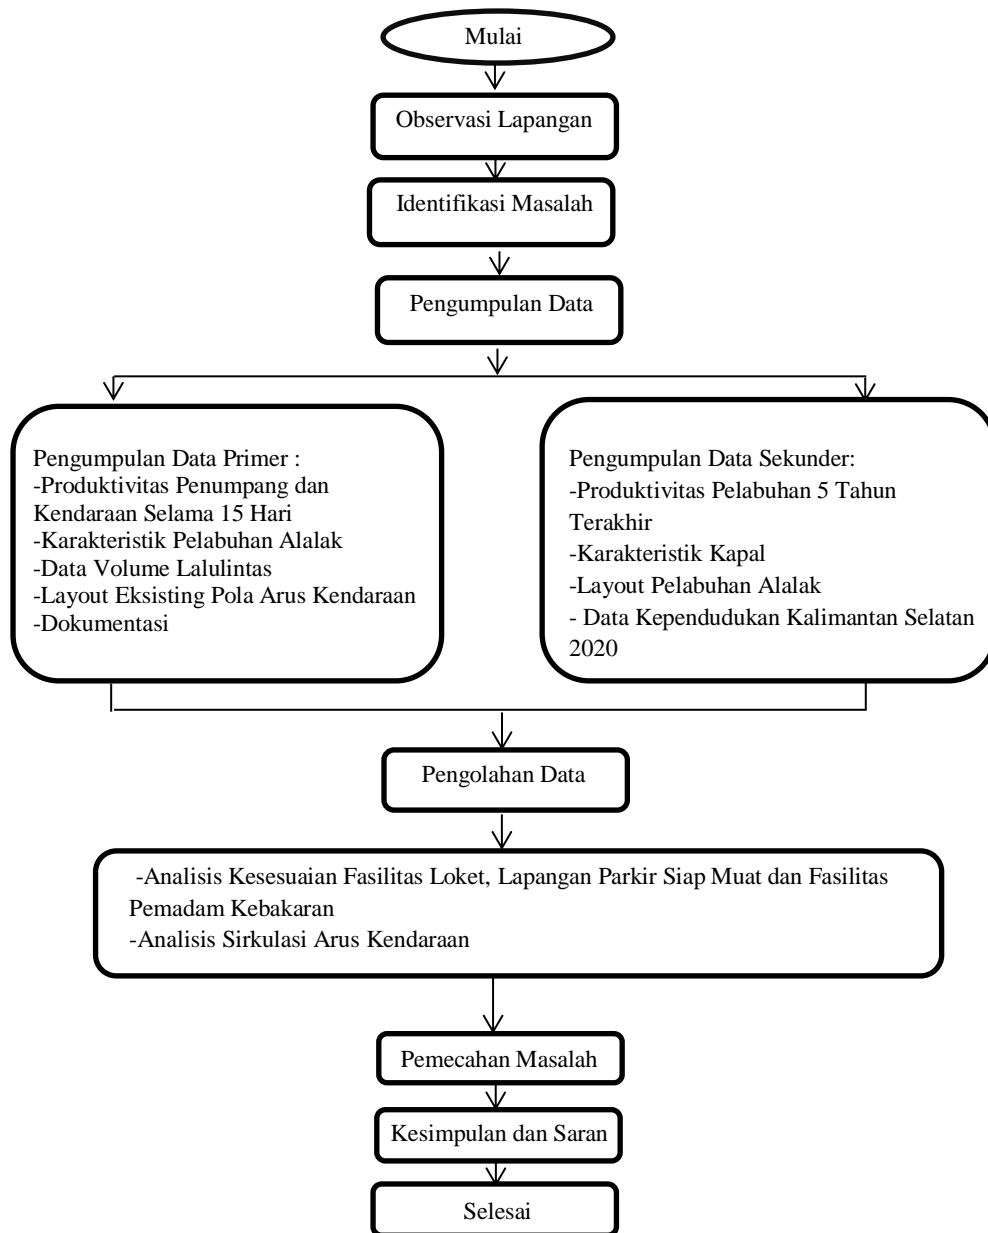 Mulai
Observasi Lapangan
Identifikasi Masalah
Pengumpulan Data
Pengumpulan Data Primer :
-Produktivitas Penumpang dan
Kendaraan Selama 15 Hari
-Karakteristik Pelabuhan Alalak
-Data Volume Lalulintas
-Layout Eksisting Pola Arus Kendaraan
-Dokumentasi
Pengumpulan Data Sekunder:
-Produktivitas Pelabuhan 5 Tahun
Terakhir
-Karakteristik Kapal
-Layout Pelabuhan Alalak
- Data Kependudukan Kalimantan Selatan
2020
Pengolahan Data
-Analisis Kesesuaian Fasilitas Loket, Lapangan Parkir Siap Muat dan Fasilitas
Pemadam Kebakaran
-Analisis Sirkulasi Arus Kendaraan
Pemecahan Masalah
Kesimpulan dan Saran
Selesai